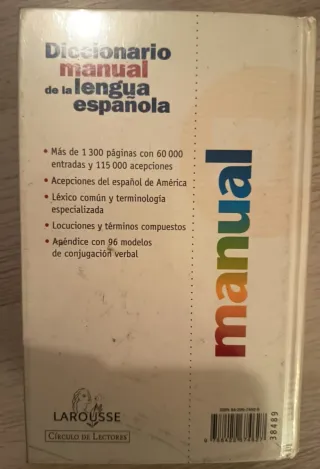 Diccionario
manual
de la lengua
española
• Más de 1 300 páginas con 60 000
entradas y 115 000 acepciones
• Acepciones del español de América
• Léxico común y terminología
especializada
• Locuciones y términos compuestos
• Apéndice con 96 modelos
de conjugación verbal
manual
LAROUSSE
CÍRCULO DE LECTORES
38489